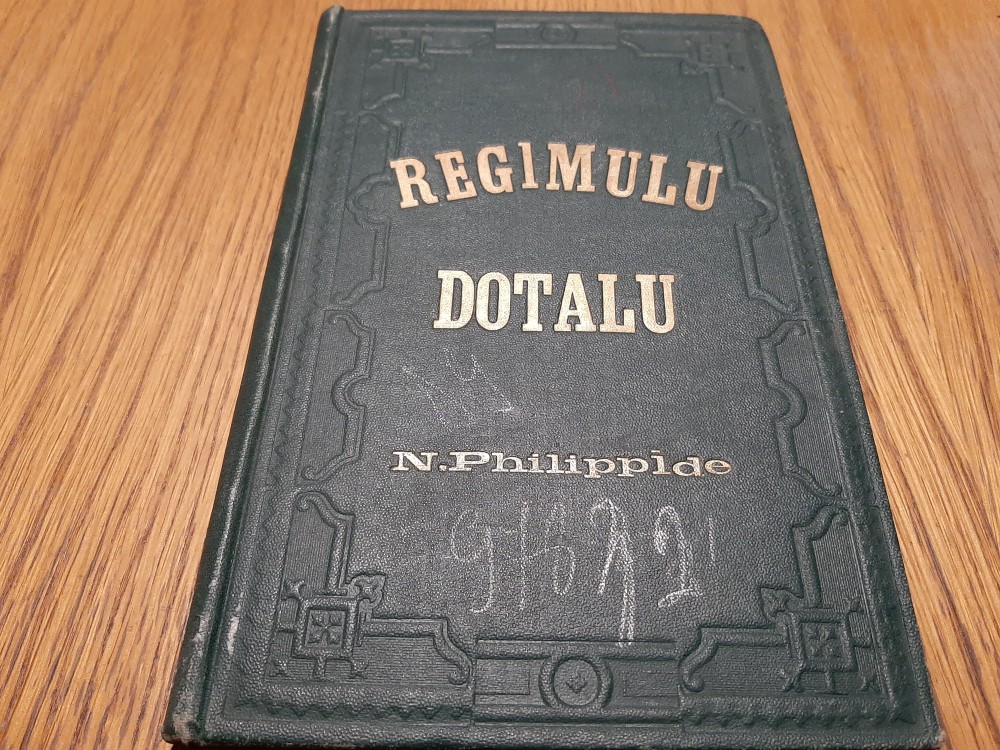 REGIMULU
DOTALU
N. Philippide